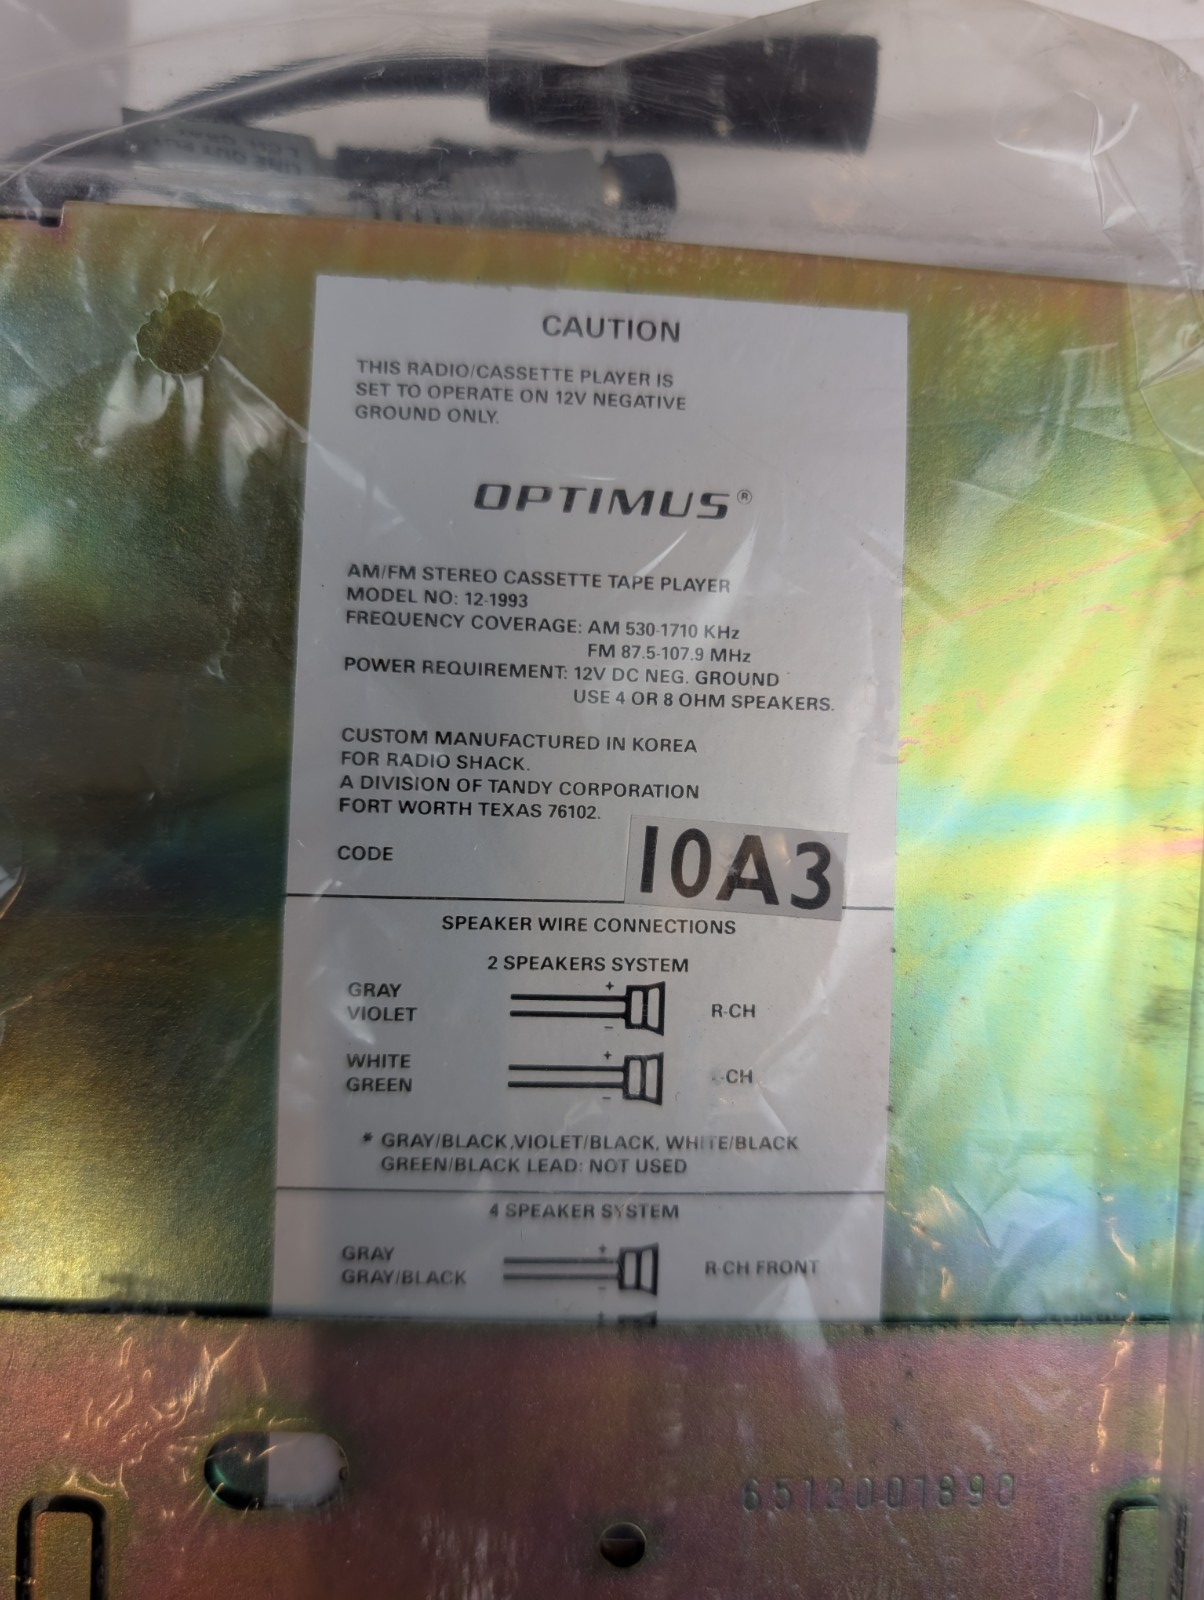 LINE OUT PUT
CAUTION
THIS RADIO/CASSETTE PLAYER IS
SET TO OPERATE ON 12V NEGATIVE
GROUND ONLY.
OPTIMUS®
AM/FM STEREO CASSETTE TAPE PLAYER
MODEL NO: 12-1993
FREQUENCY COVERAGE: AM 530-1710 KHz
FM 87.5-107.9 MHz
POWER REQUIREMENT: 12V DC NEG. GROUND
USE 4 OR 8 OHM SPEAKERS.
CUSTOM MANUFACTURED IN KOREA
FOR RADIO SHACK.
A DIVISION OF TANDY CORPORATION
FORT WORTH TEXAS 76102.
CODE 10A3
SPEAKER WIRE CONNECTIONS
2 SPEAKERS SYSTEM
GRAY + R-CH
VIOLET -
WHITE + -CH
GREEN -
* GRAY/BLACK,VIOLET/BLACK, WHITE/BLACK
GREEN/BLACK LEAD: NOT USED
4 SPEAKER SYSTEM
GRAY + R-CH FRONT
GRAY/BLACK -
6512001890